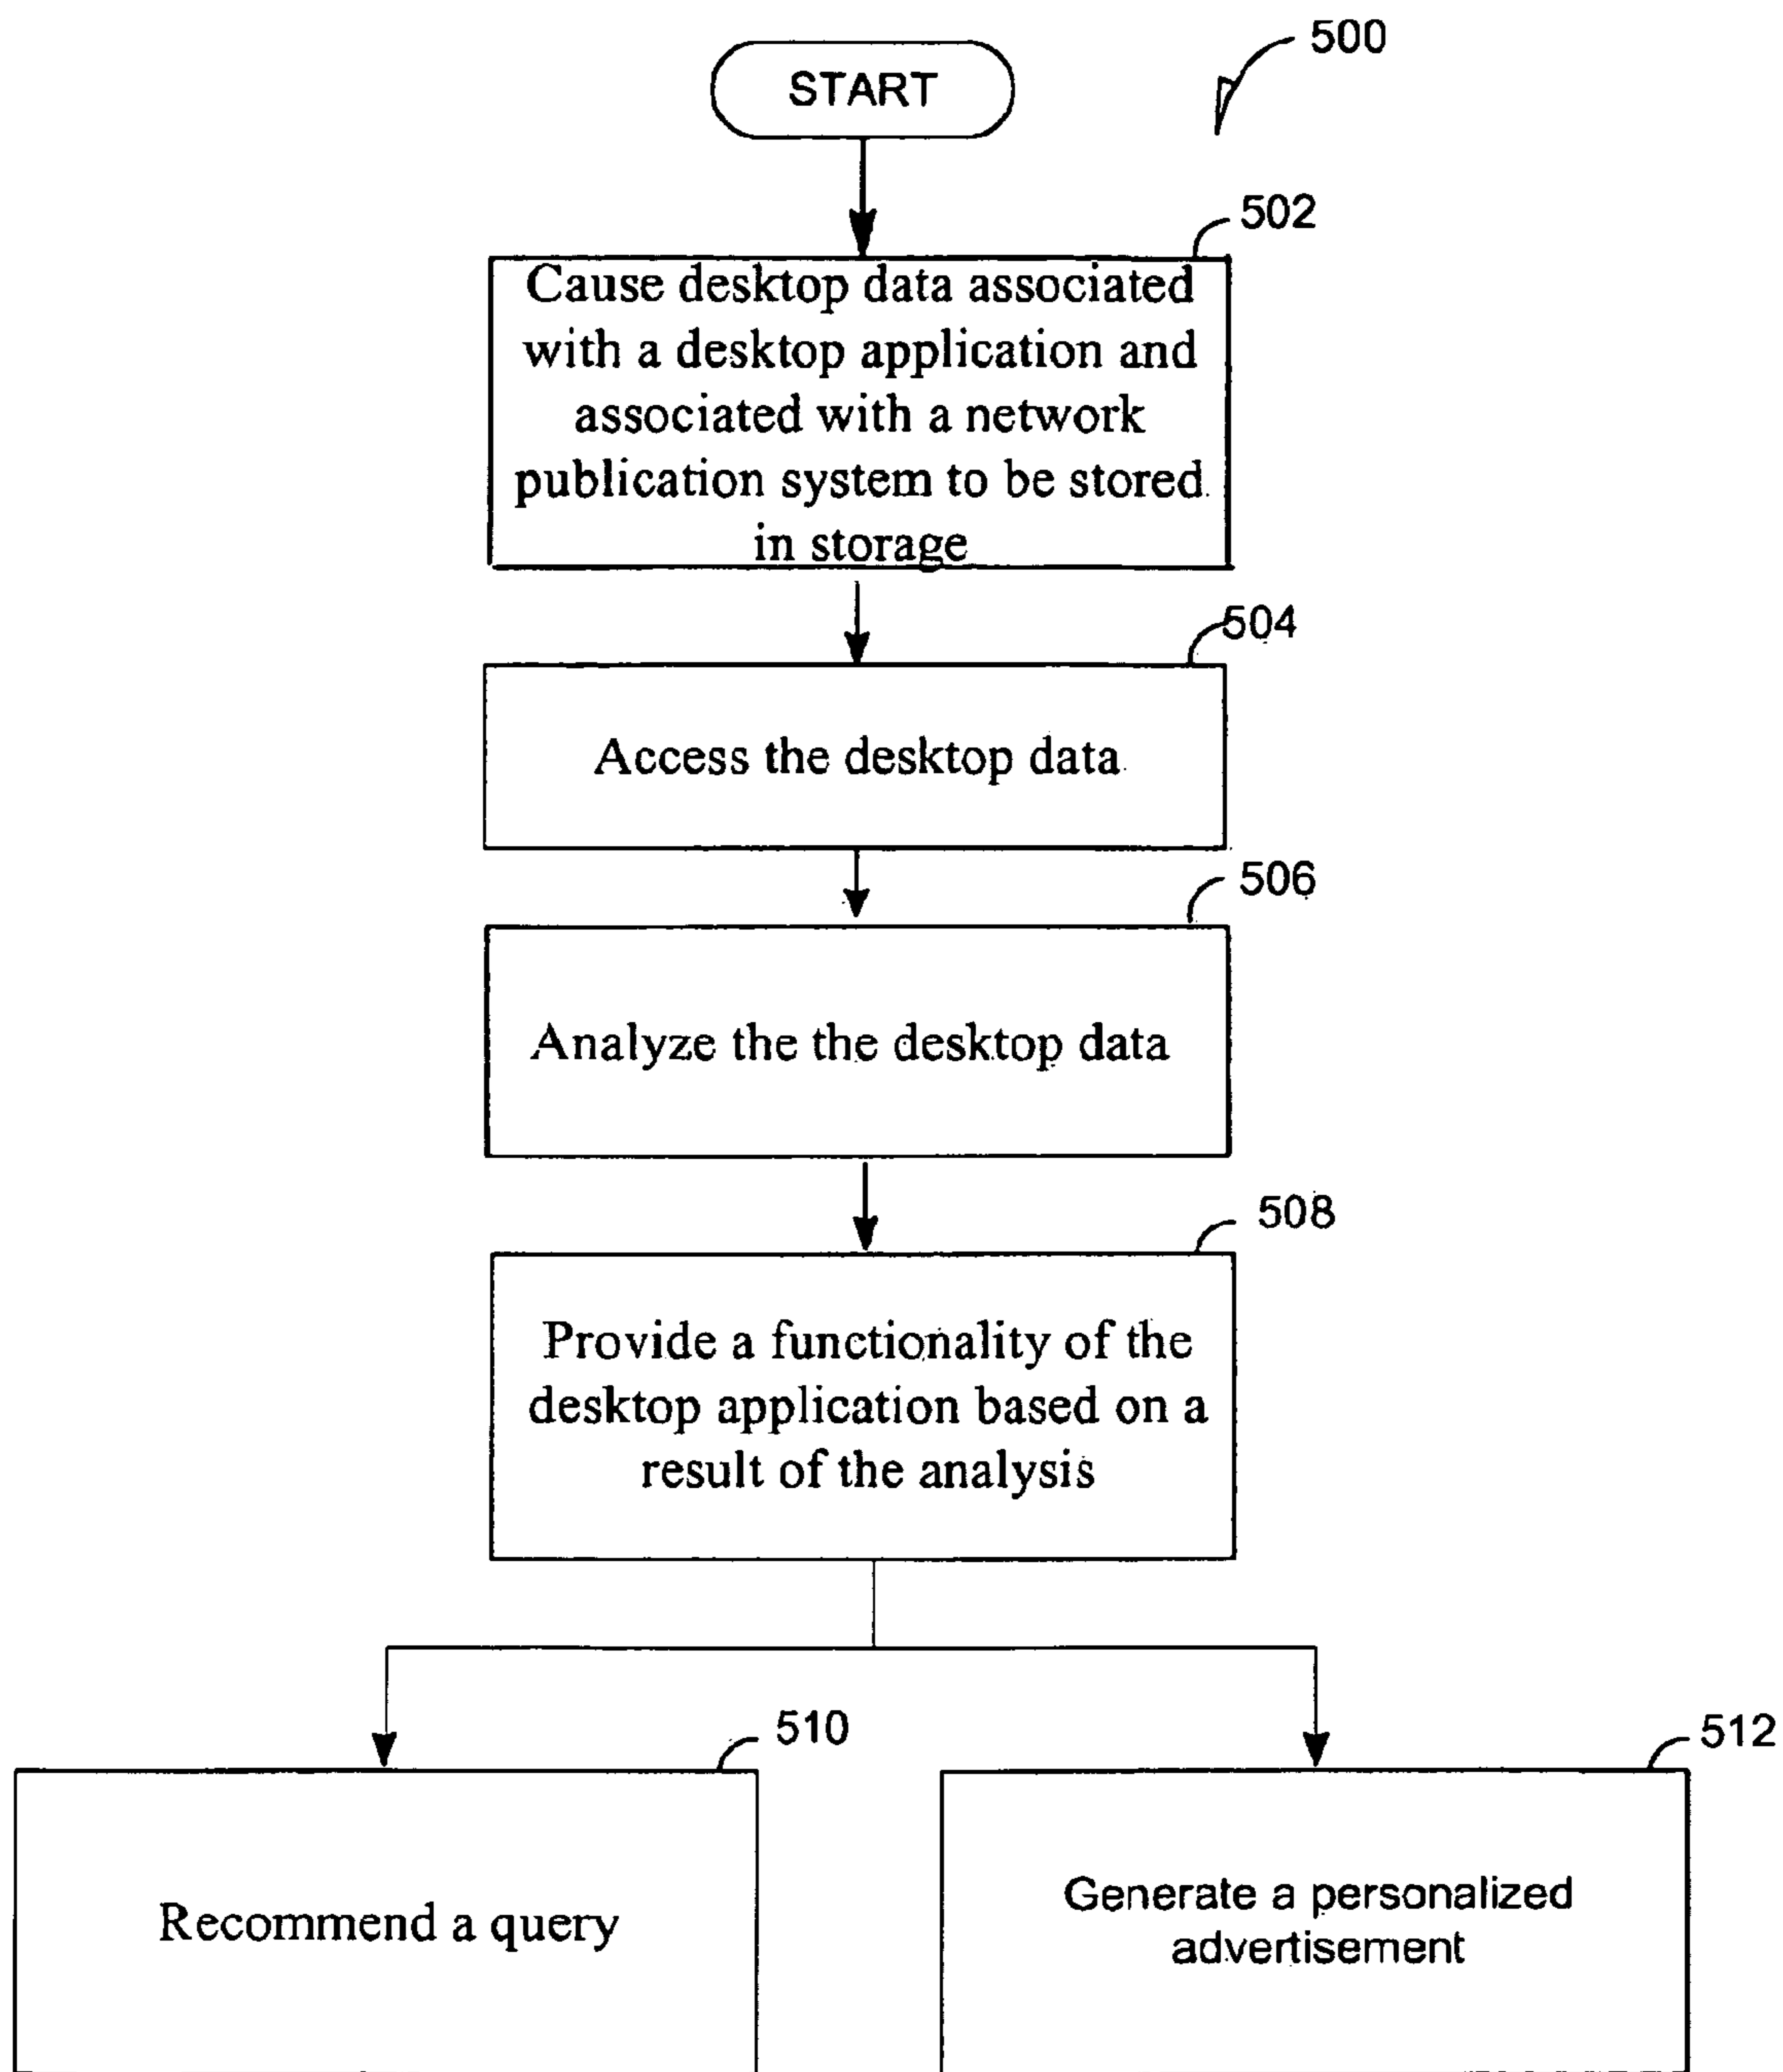 500
START
502
Cause desktop data associated
with a desktop application and
associated with a network
publication system to be stored
in storage
504
Access the desktop data
506
Analyze the the desktop data
508
Provide a functionality of the
desktop application based on a
result of the analysis
510
Recommend a query
512
Generate a personalized
advertisement